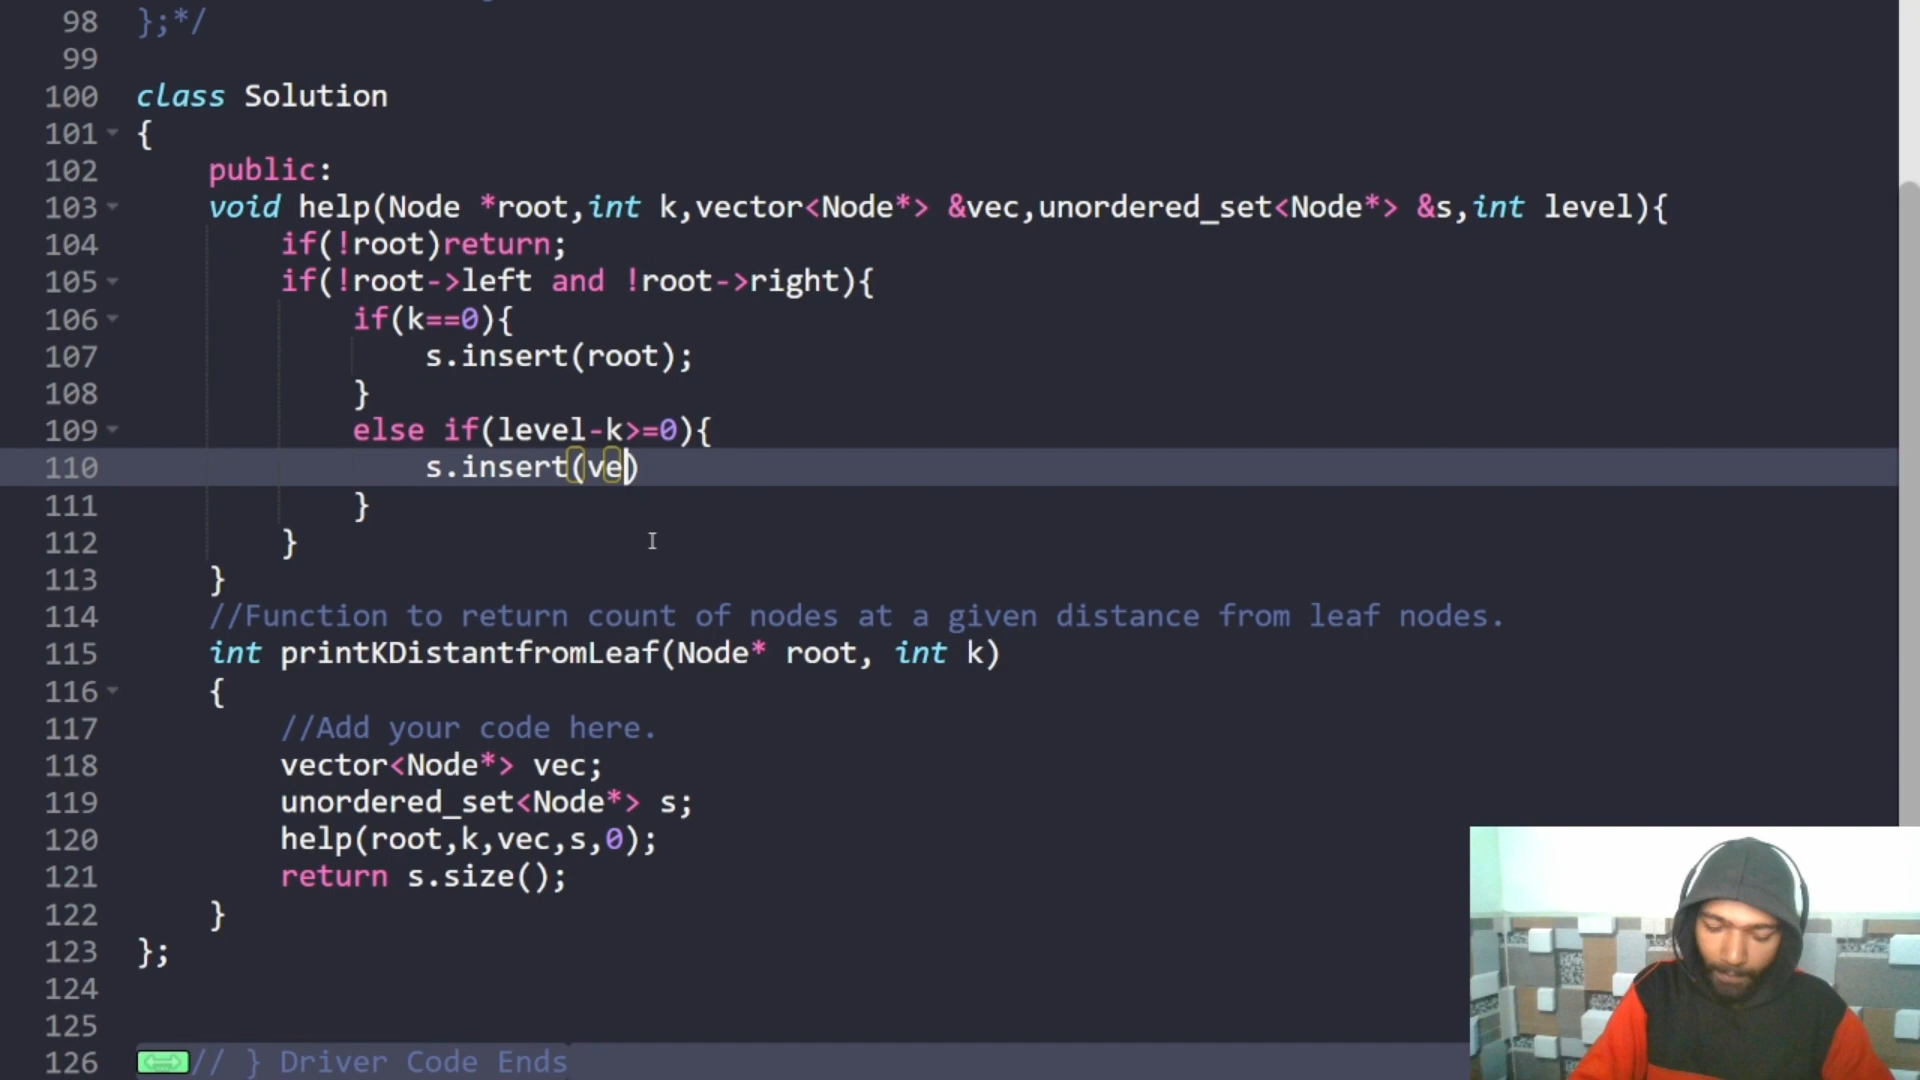 98 };*/
99
100 class Solution
101 {
102 public:
103 void help(Node *root,int k,vector<Node*> &vec,unordered_set<Node*> &s,int level){
104 if(!root)return;
105 if(!root->left and !root->right){
106 if(k==0){
107 s.insert(root);
108 }
109 else if(level-k>=0){
110 s.insert(ve)
111 }
112 }
113 }
114 //Function to return count of nodes at a given distance from leaf nodes.
115 int printKDistantfromLeaf(Node* root, int k)
116 {
117 //Add your code here.
118 vector<Node*> vec;
119 unordered_set<Node*> s;
120 help(root,k,vec,s,0);
121 return s.size();
122 }
123 };
124
125
126 // } Driver Code Ends